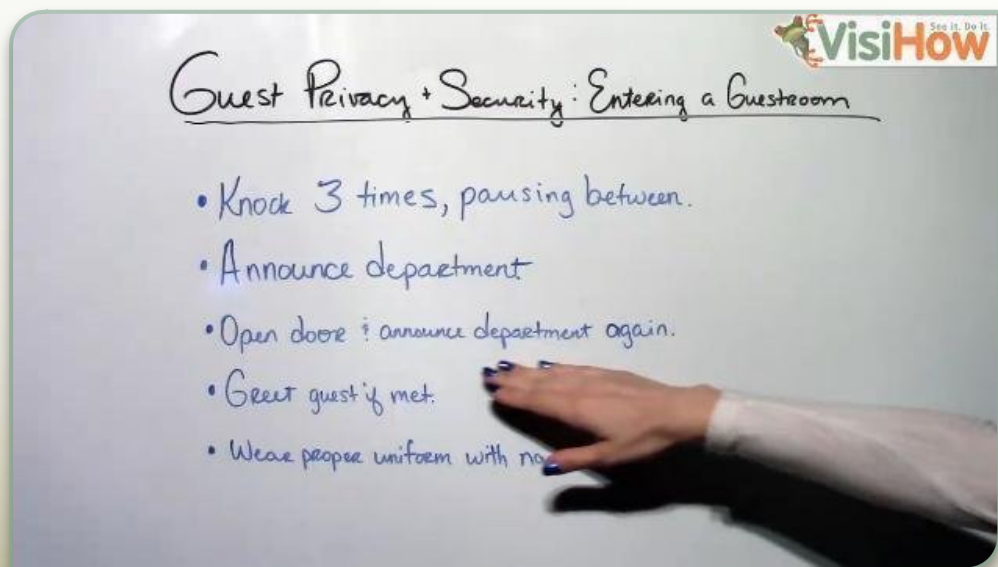 VisiHow
See it. Do it.
Guest Privacy + Security: Entering a Guestroom
• Knock 3 times, pausing between.
• Announce department
• Open door & announce department again.
• Greet guest if met.
• Wear proper uniform with